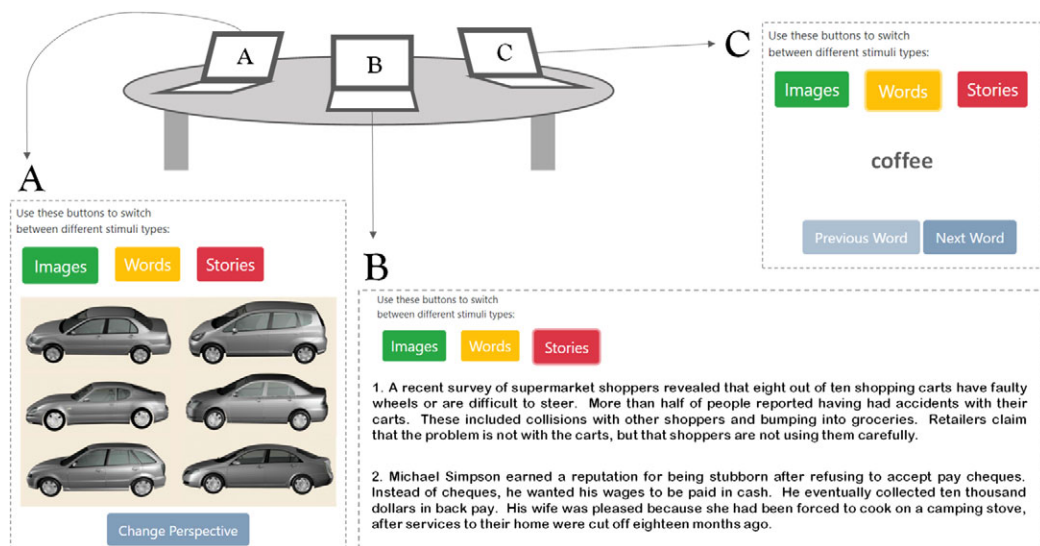 A
B
C
C
Use these buttons to switch
between different stimuli types:
Images Words Stories
coffee
Previous Word Next Word
A
Use these buttons to switch
between different stimuli types:
Images Words Stories
Change Perspective
B
Use these buttons to switch
between different stimuli types:
Images Words Stories
1. A recent survey of supermarket shoppers revealed that eight out of ten shopping carts have faulty
wheels or are difficult to steer. More than half of people reported having had accidents with their
carts. These included collisions with other shoppers and bumping into groceries. Retailers claim
that the problem is not with the carts, but that shoppers are not using them carefully.
2. Michael Simpson earned a reputation for being stubborn after refusing to accept pay cheques.
Instead of cheques, he wanted his wages to be paid in cash. He eventually collected ten thousand
dollars in back pay. His wife was pleased because she had been forced to cook on a camping stove,
after services to their home were cut off eighteen months ago.